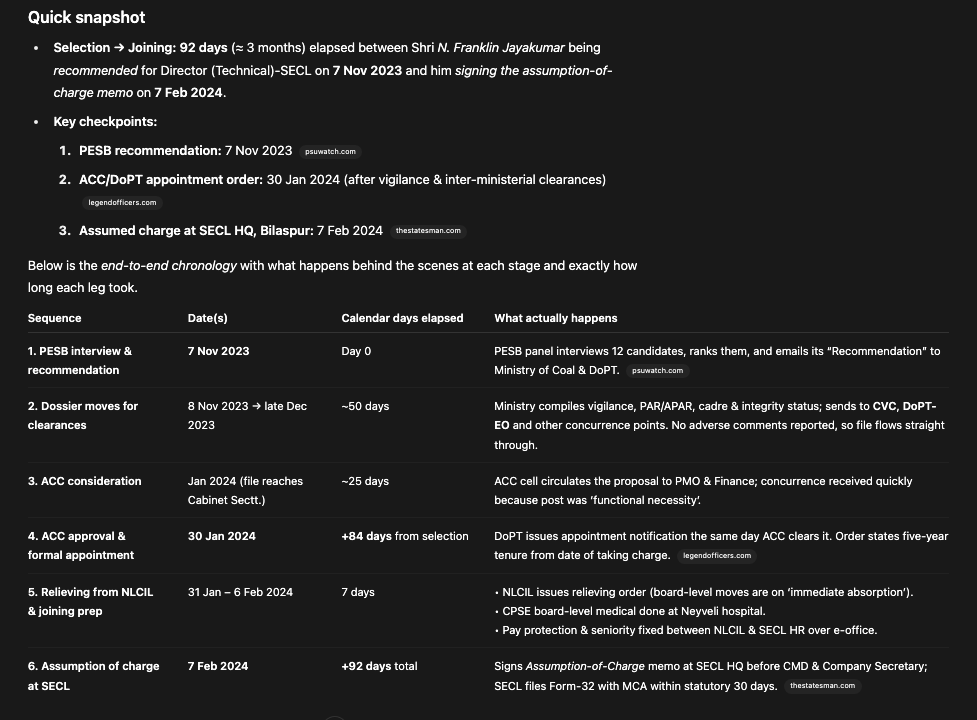 Quick snapshot
• Selection → Joining: 92 days (≈ 3 months) elapsed between Shri N. Franklin Jayakumar being
recommended for Director (Technical)-SECL on 7 Nov 2023 and him signing the assumption-of-
charge memo on 7 Feb 2024.
• Key checkpoints:
1. PESB recommendation: 7 Nov 2023 psuwatch.com
2. ACC/DoPT appointment order: 30 Jan 2024 (after vigilance & inter-ministerial clearances)
legendofficers.com
3. Assumed charge at SECL HQ, Bilaspur: 7 Feb 2024 thestatesman.com
Below is the end-to-end chronology with what happens behind the scenes at each stage and exactly how
long each leg took.
Sequence Date(s) Calendar days elapsed What actually happens
1. PESB interview & 7 Nov 2023 Day 0 PESB panel interviews 12 candidates, ranks them, and emails its “Recommendation” to
recommendation Ministry of Coal & DoPT. psuwatch.com
2. Dossier moves for 8 Nov 2023 → late Dec ~50 days Ministry compiles vigilance, PAR/APAR, cadre & integrity status; sends to CVC, DoPT-
clearances 2023 EO and other concurrence points. No adverse comments reported, so file flows straight
through.
3. ACC consideration Jan 2024 (file reaches ~25 days ACC cell circulates the proposal to PMO & Finance; concurrence received quickly
Cabinet Sectt.) because post was ‘functional necessity’.
4. ACC approval & 30 Jan 2024 +84 days from selection DoPT issues appointment notification the same day ACC clears it. Order states five-year
formal appointment tenure from date of taking charge. legendofficers.com
5. Relieving from NLCIL 31 Jan – 6 Feb 2024 7 days • NLCIL issues relieving order (board-level moves are on ‘immediate absorption’).
& joining prep • CPSE board-level medical done at Neyveli hospital.
• Pay protection & seniority fixed between NLCIL & SECL HR over e-office.
6. Assumption of charge 7 Feb 2024 +92 days total Signs Assumption-of-Charge memo at SECL HQ before CMD & Company Secretary;
at SECL SECL files Form-32 with MCA within statutory 30 days. thestatesman.com